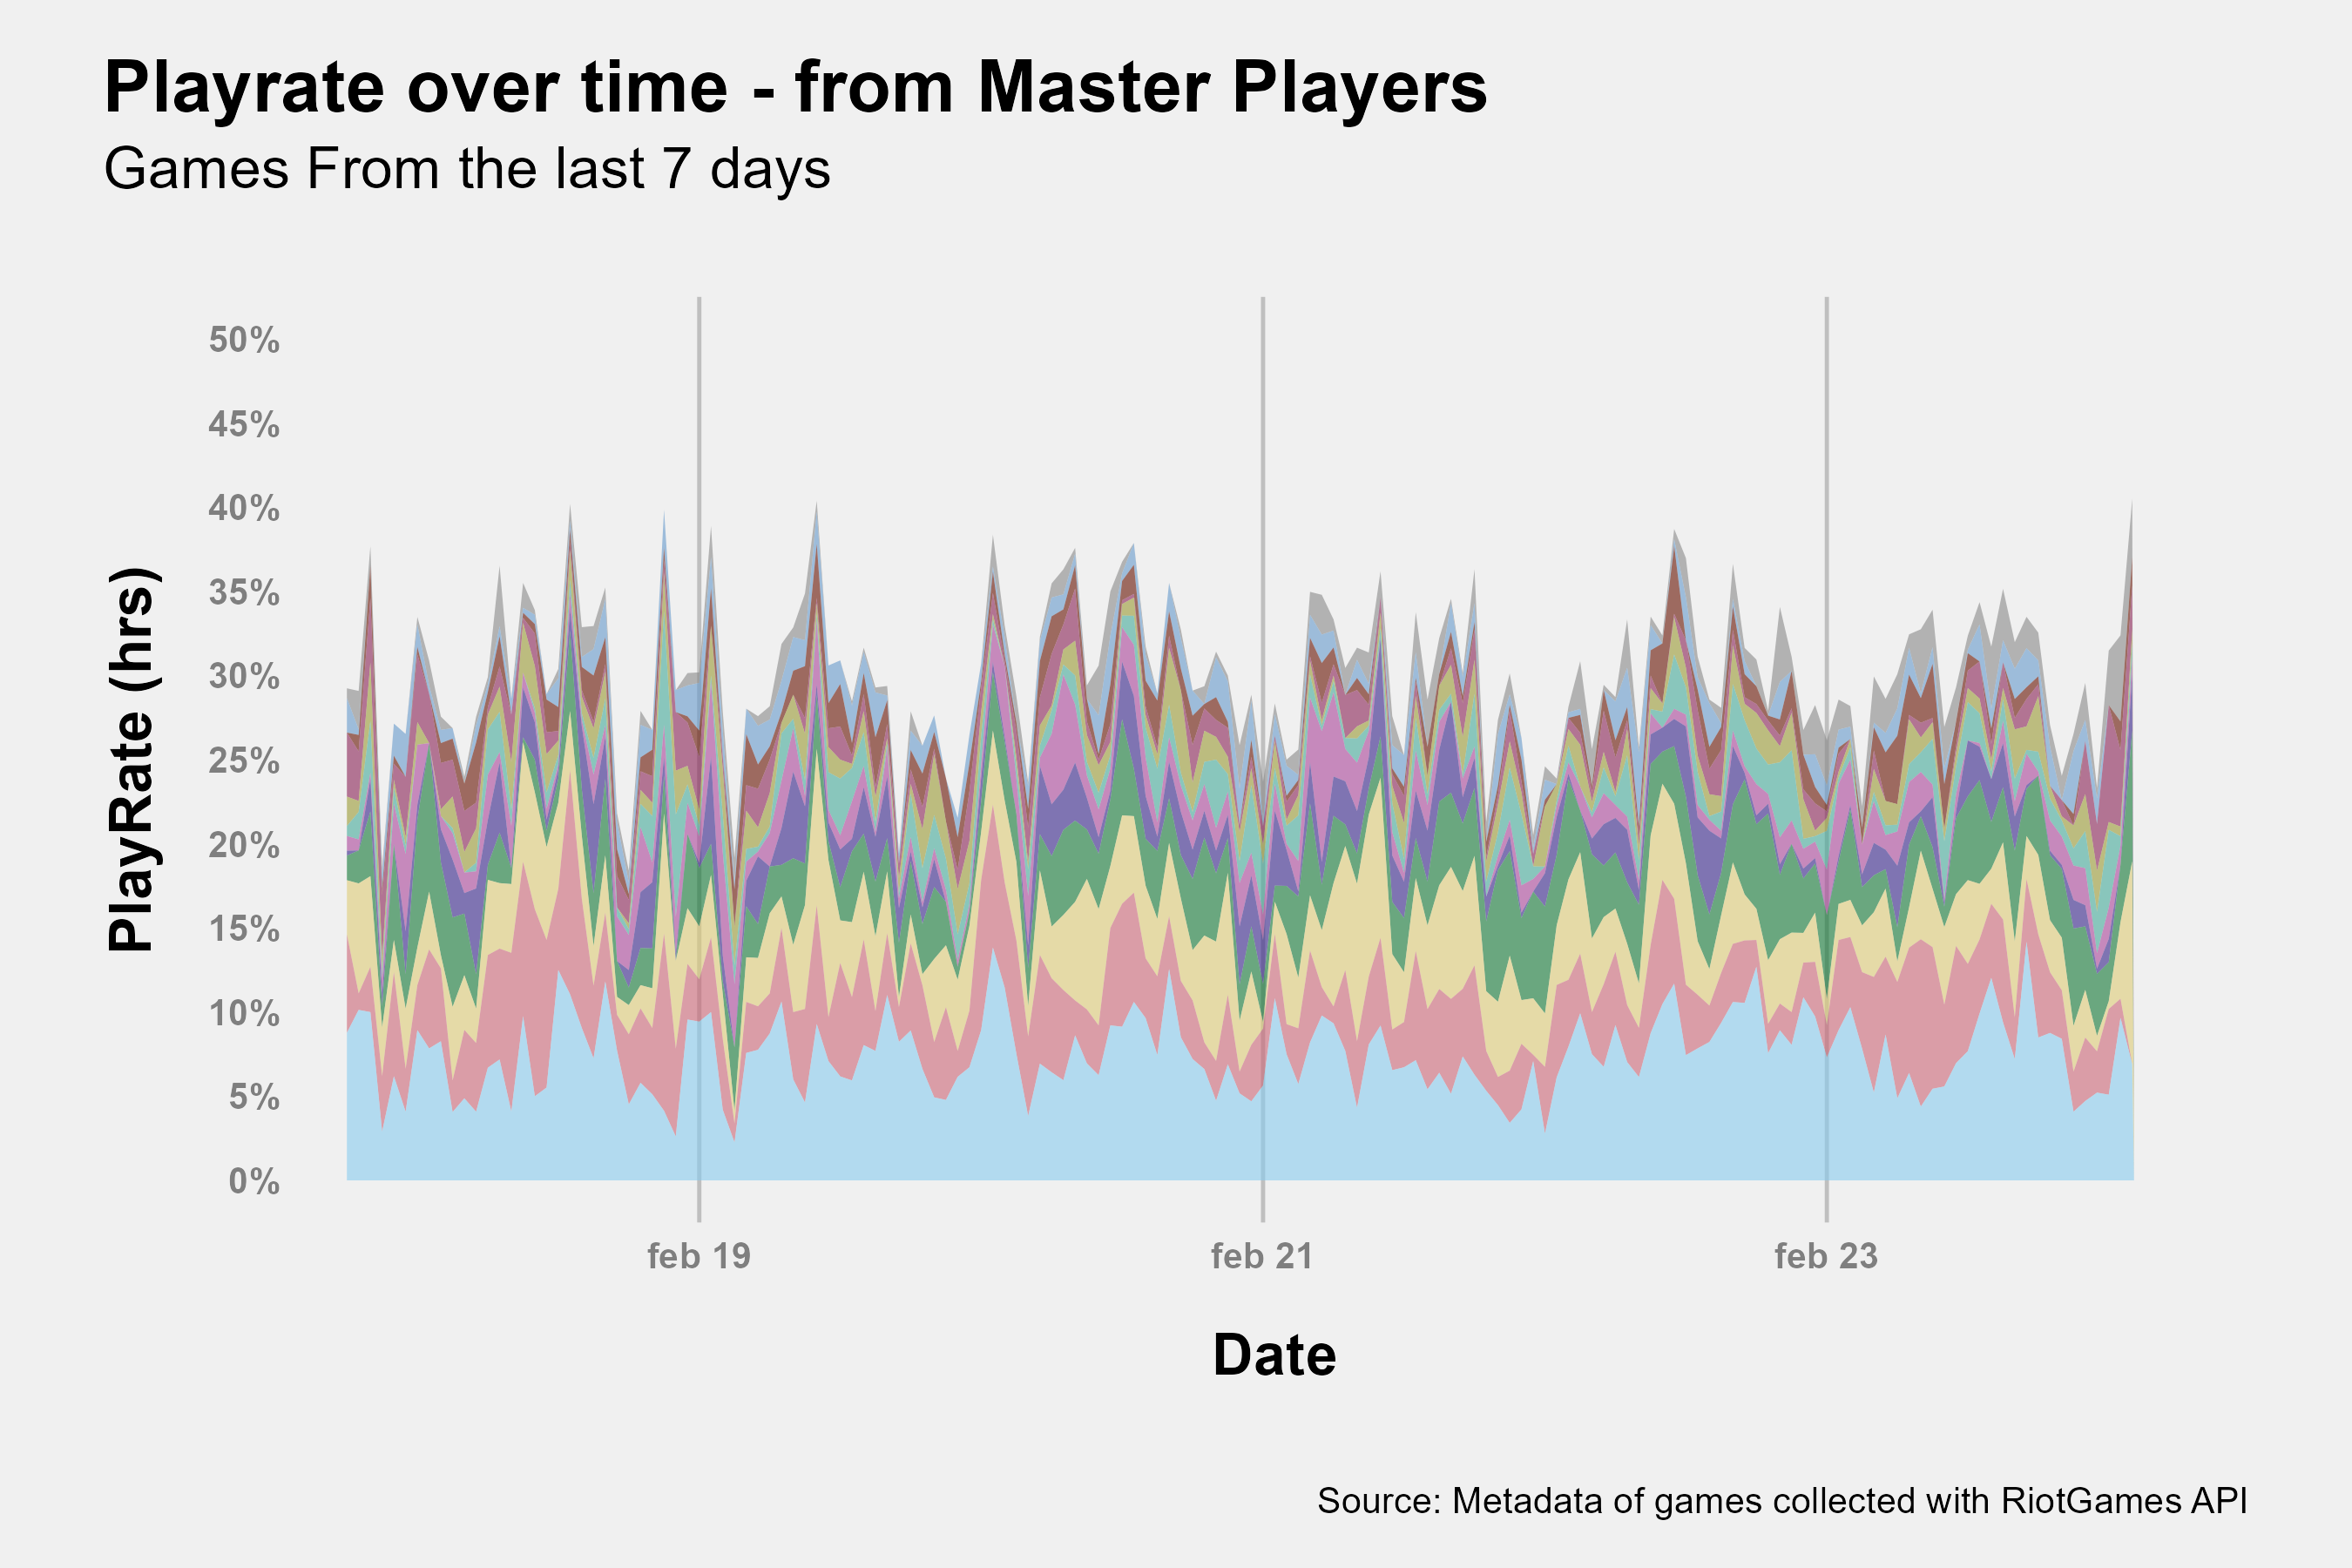 Playrate over time - from Master Players
Games From the last 7 days
PlayRate (hrs)
50%
45%
40%
35%
30%
25%
20%
15%
10%
5%
0%
feb 19
feb 21
feb 23
Date
Source: Metadata of games collected with RiotGames API